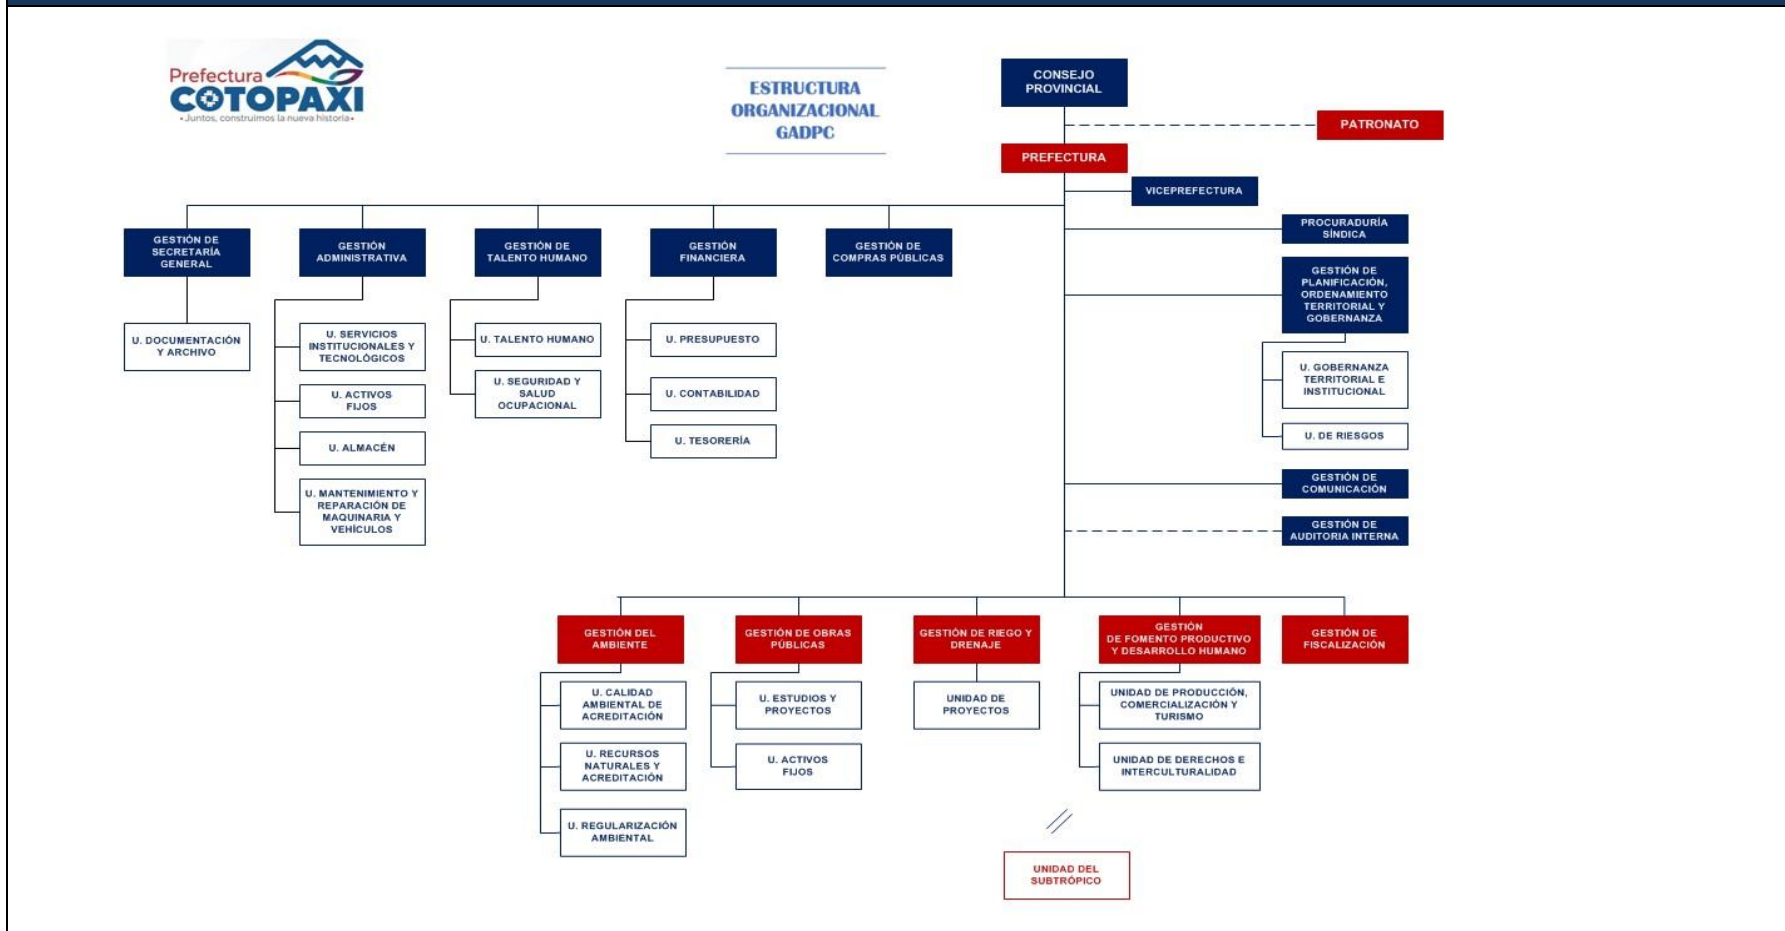 Prefectura
COTOPAXI
•Juntos, construimos la nueva historia•
ESTRUCTURA
ORGANIZACIONAL
GADPC
CONSEJO
PROVINCIAL
PATRONATO
PREFECTURA
VICEPREFECTURA
PROCURADURÍA
SÍNDICA
GESTIÓN DE
SECRETARÍA
GENERAL
GESTIÓN
ADMINISTRATIVA
GESTIÓN DE
TALENTO HUMANO
GESTIÓN
FINANCIERA
GESTIÓN DE
COMPRAS PÚBLICAS
GESTIÓN DE
PLANIFICACIÓN,
ORDENAMIENTO
TERRITORIAL Y
GOBERNANZA
U. DOCUMENTACIÓN
Y ARCHIVO
U. SERVICIOS
INSTITUCIONALES Y
TECNOLÓGICOS
U. ACTIVOS
FIJOS
U. ALMACÉN
U. MANTENIMIENTO Y
REPARACIÓN DE
MAQUINARIA Y
VEHÍCULOS
U. TALENTO HUMANO
U. SEGURIDAD Y
SALUD
OCUPACIONAL
U. PRESUPUESTO
U. CONTABILIDAD
U. TESORERÍA
U. GOBERNANZA
TERRITORIAL E
INSTITUCIONAL
U. DE RIESGOS
GESTIÓN DE
COMUNICACIÓN
GESTIÓN DE
AUDITORIA INTERNA
GESTIÓN DEL
AMBIENTE
GESTIÓN DE OBRAS
PÚBLICAS
GESTIÓN DE RIEGO Y
DRENAJE
GESTIÓN
DE FOMENTO PRODUCTIVO
Y DESARROLLO HUMANO
GESTIÓN DE
FISCALIZACIÓN
U. CALIDAD
AMBIENTAL DE
ACREDITACIÓN
U. RECURSOS
NATURALES Y
ACREDITACIÓN
U. REGULARIZACIÓN
AMBIENTAL
U. ESTUDIOS Y
PROYECTOS
U. ACTIVOS
FIJOS
UNIDAD DE
PROYECTOS
UNIDAD DE PRODUCCIÓN,
COMERCIALIZACIÓN Y
TURISMO
UNIDAD DE DERECHOS E
INTERCULTURALIDAD
UNIDAD DEL
SUBTRÓPICO